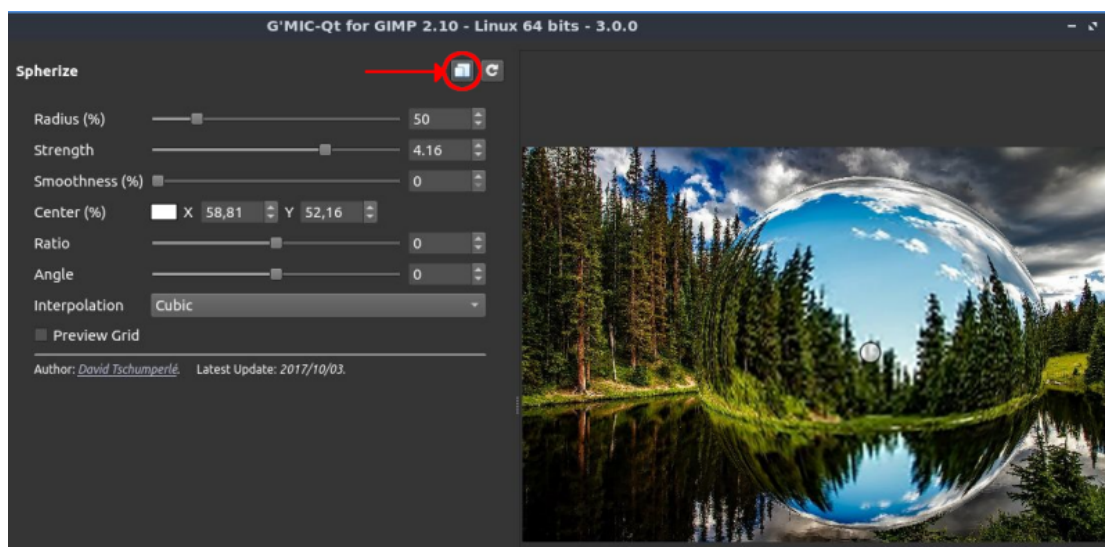 G'MIC-Qt for GIMP 2.10 - Linux 64 bits - 3.0.0
Spherize
Radius (%) 50
Strength 4.16
Smoothness (%) 0
Center (%) X 58,81 Y 52,16
Ratio 0
Angle 0
Interpolation Cubic
Preview Grid
Author: David Tschumperlé. Latest Update: 2017/10/03.